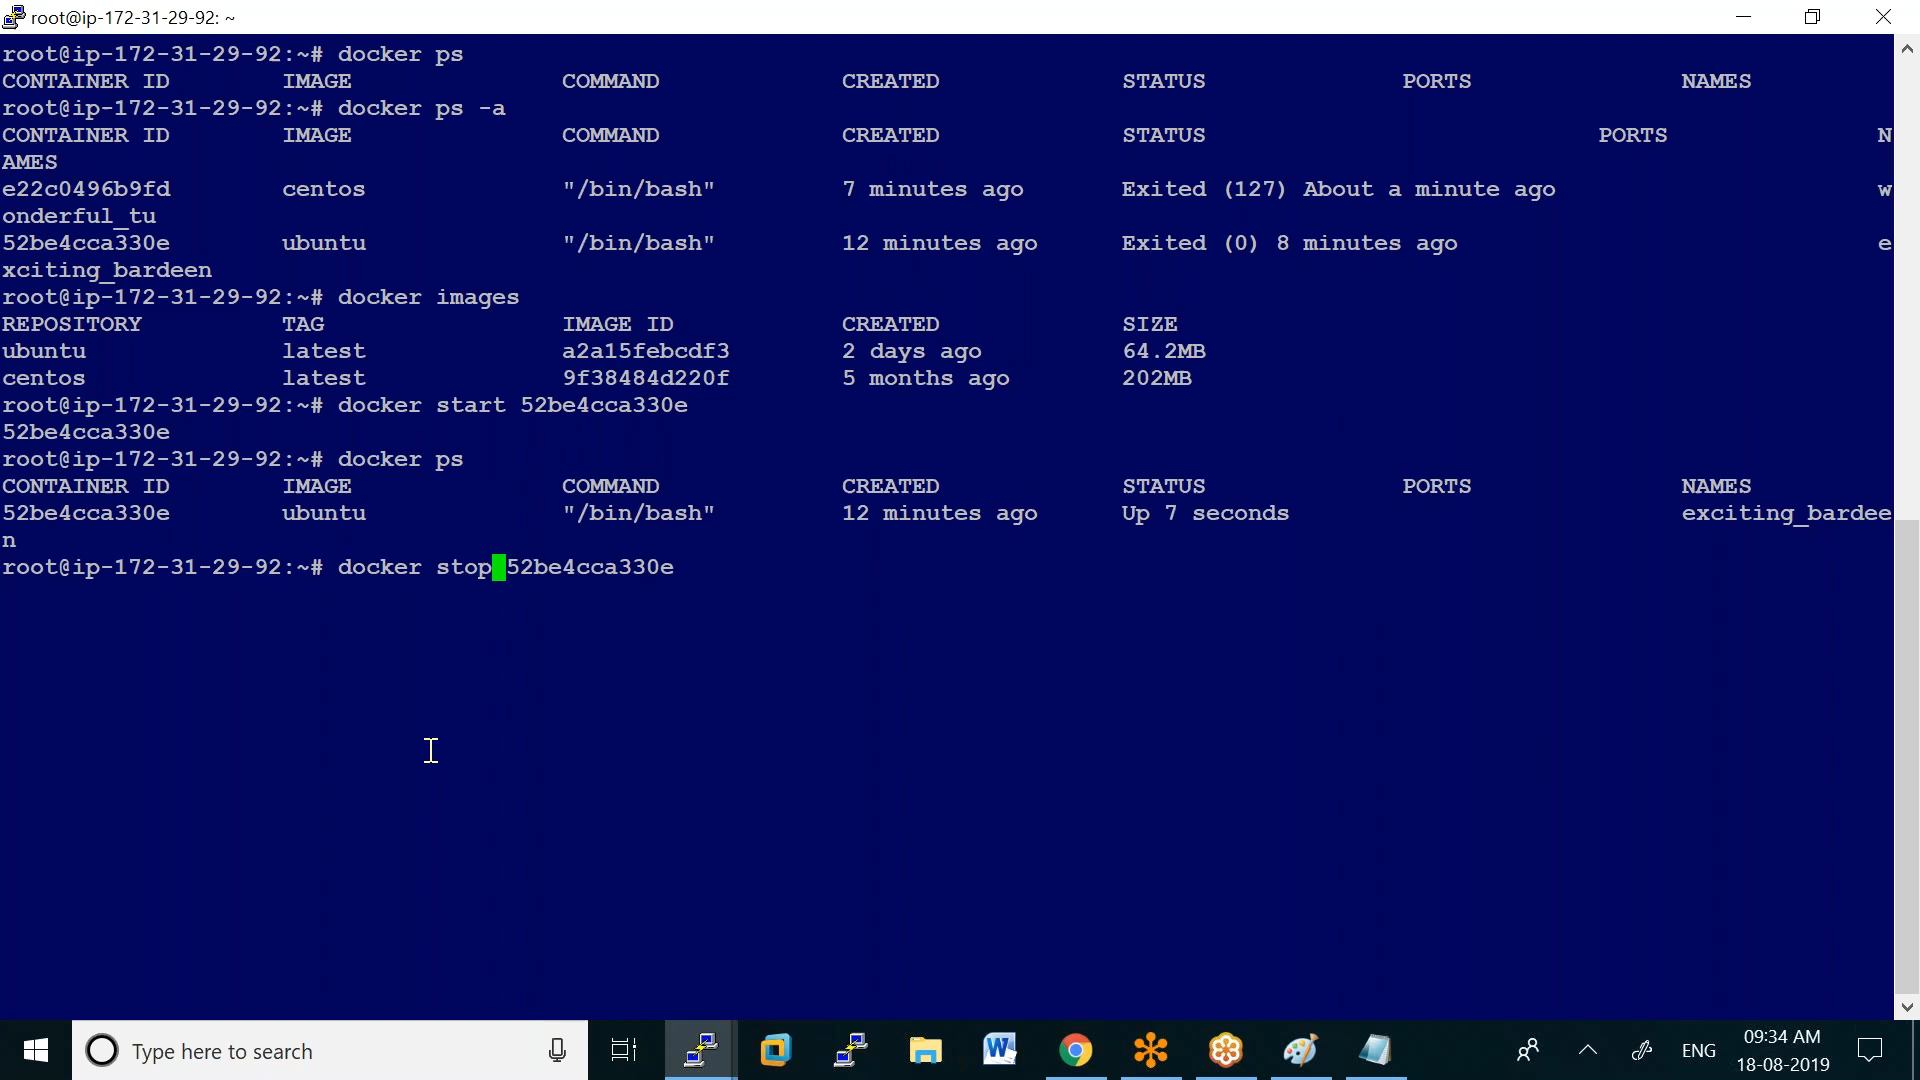 root@ip-172-31-29-92: ~
root@ip-172-31-29-92:~# docker ps
CONTAINER ID IMAGE COMMAND CREATED STATUS PORTS NAMES
root@ip-172-31-29-92:~# docker ps -a
CONTAINER ID IMAGE COMMAND CREATED STATUS PORTS N
AMES
e22c0496b9fd centos "/bin/bash" 7 minutes ago Exited (127) About a minute ago w
onderful_tu
52be4cca330e ubuntu "/bin/bash" 12 minutes ago Exited (0) 8 minutes ago e
xciting_bardeen
root@ip-172-31-29-92:~# docker images
REPOSITORY TAG IMAGE ID CREATED SIZE
ubuntu latest a2a15febcdf3 2 days ago 64.2MB
centos latest 9f38484d220f 5 months ago 202MB
root@ip-172-31-29-92:~# docker start 52be4cca330e
52be4cca330e
root@ip-172-31-29-92:~# docker ps
CONTAINER ID IMAGE COMMAND CREATED STATUS PORTS NAMES
52be4cca330e ubuntu "/bin/bash" 12 minutes ago Up 7 seconds exciting_bardee
n
root@ip-172-31-29-92:~# docker stop 52be4cca330e
Type here to search
W
ENG
09:34 AM
18-08-2019